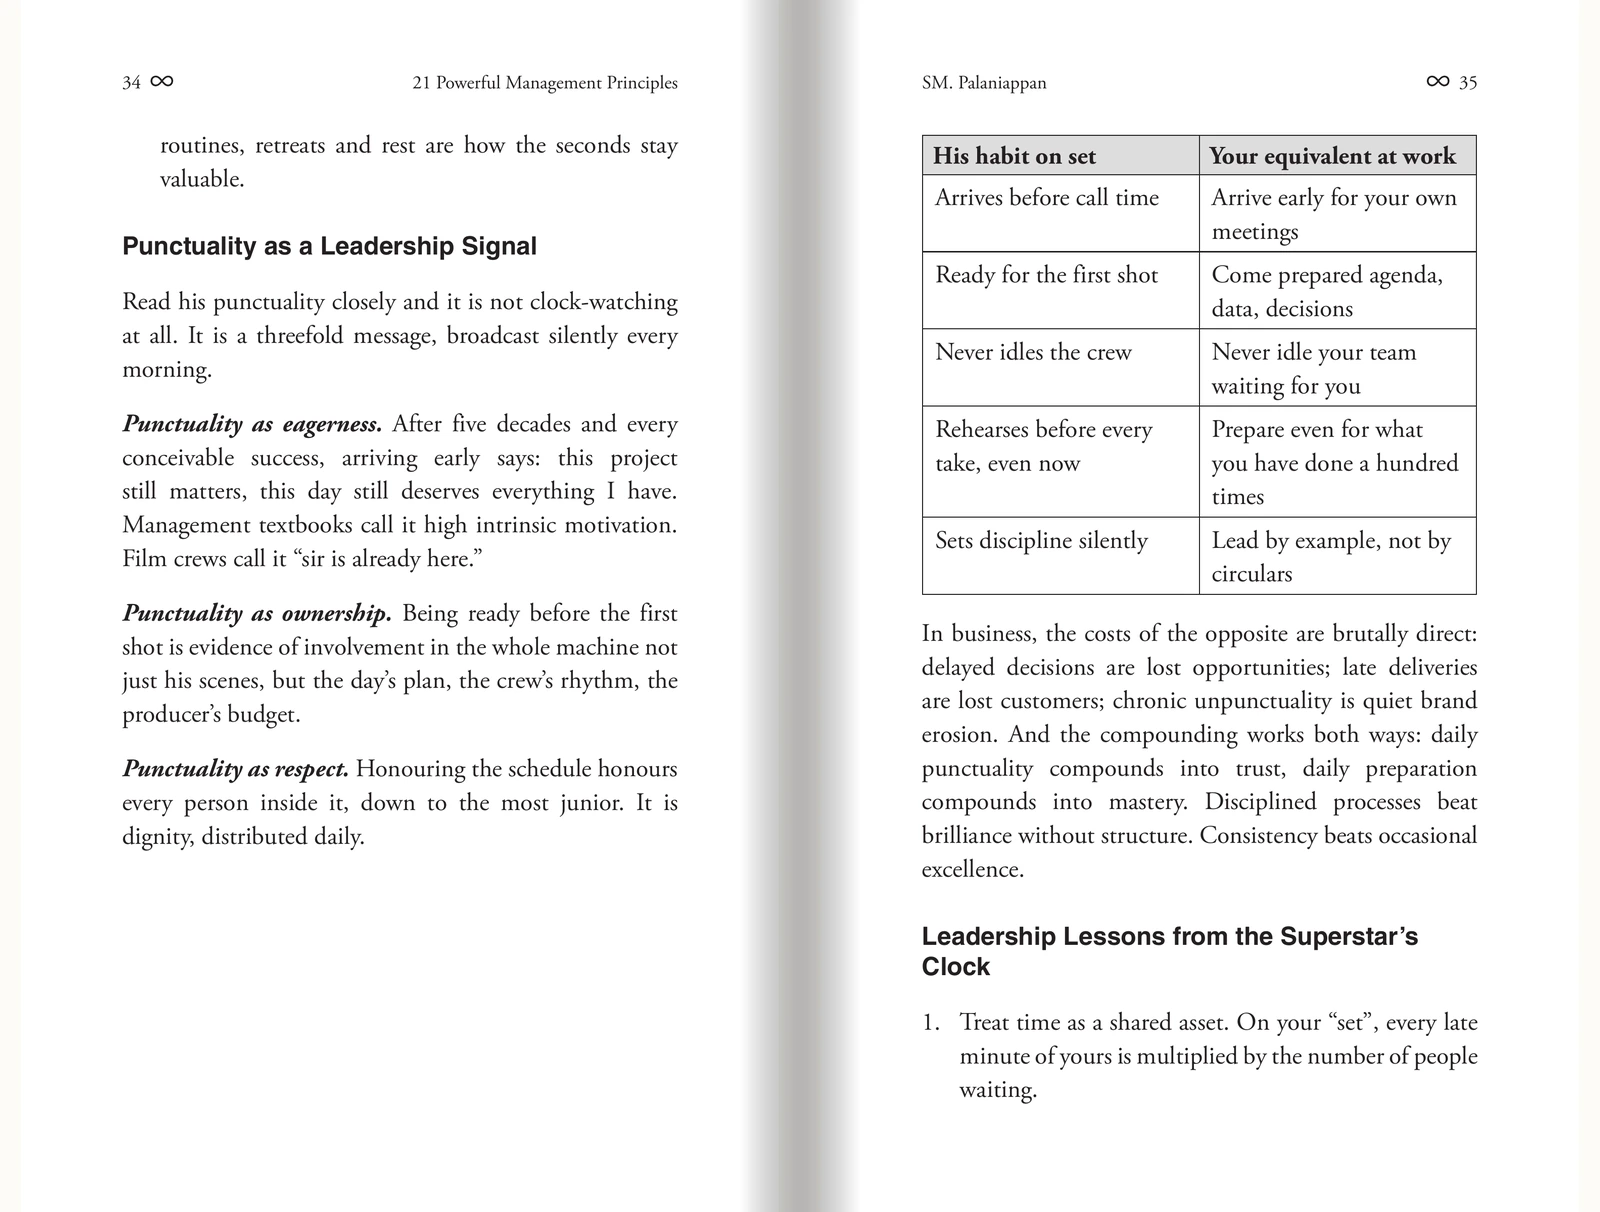 34 ∞ 21 Powerful Management Principles
routines, retreats and rest are how the seconds stay
valuable.
Punctuality as a Leadership Signal
Read his punctuality closely and it is not clock-watching
at all. It is a threefold message, broadcast silently every
morning.
Punctuality as eagerness. After five decades and every
conceivable success, arriving early says: this project
still matters, this day still deserves everything I have.
Management textbooks call it high intrinsic motivation.
Film crews call it “sir is already here.”
Punctuality as ownership. Being ready before the first
shot is evidence of involvement in the whole machine not
just his scenes, but the day’s plan, the crew’s rhythm, the
producer’s budget.
Punctuality as respect. Honouring the schedule honours
every person inside it, down to the most junior. It is
dignity, distributed daily.
SM. Palaniappan ∞ 35
His habit on set Your equivalent at work
Arrives before call time Arrive early for your own
meetings
Ready for the first shot Come prepared agenda,
data, decisions
Never idles the crew Never idle your team
waiting for you
Rehearses before every Prepare even for what
take, even now you have done a hundred
times
Sets discipline silently Lead by example, not by
circulars
In business, the costs of the opposite are brutally direct:
delayed decisions are lost opportunities; late deliveries
are lost customers; chronic unpunctuality is quiet brand
erosion. And the compounding works both ways: daily
punctuality compounds into trust, daily preparation
compounds into mastery. Disciplined processes beat
brilliance without structure. Consistency beats occasional
excellence.
Leadership Lessons from the Superstar’s
Clock
1. Treat time as a shared asset. On your “set”, every late
minute of yours is multiplied by the number of people
waiting.